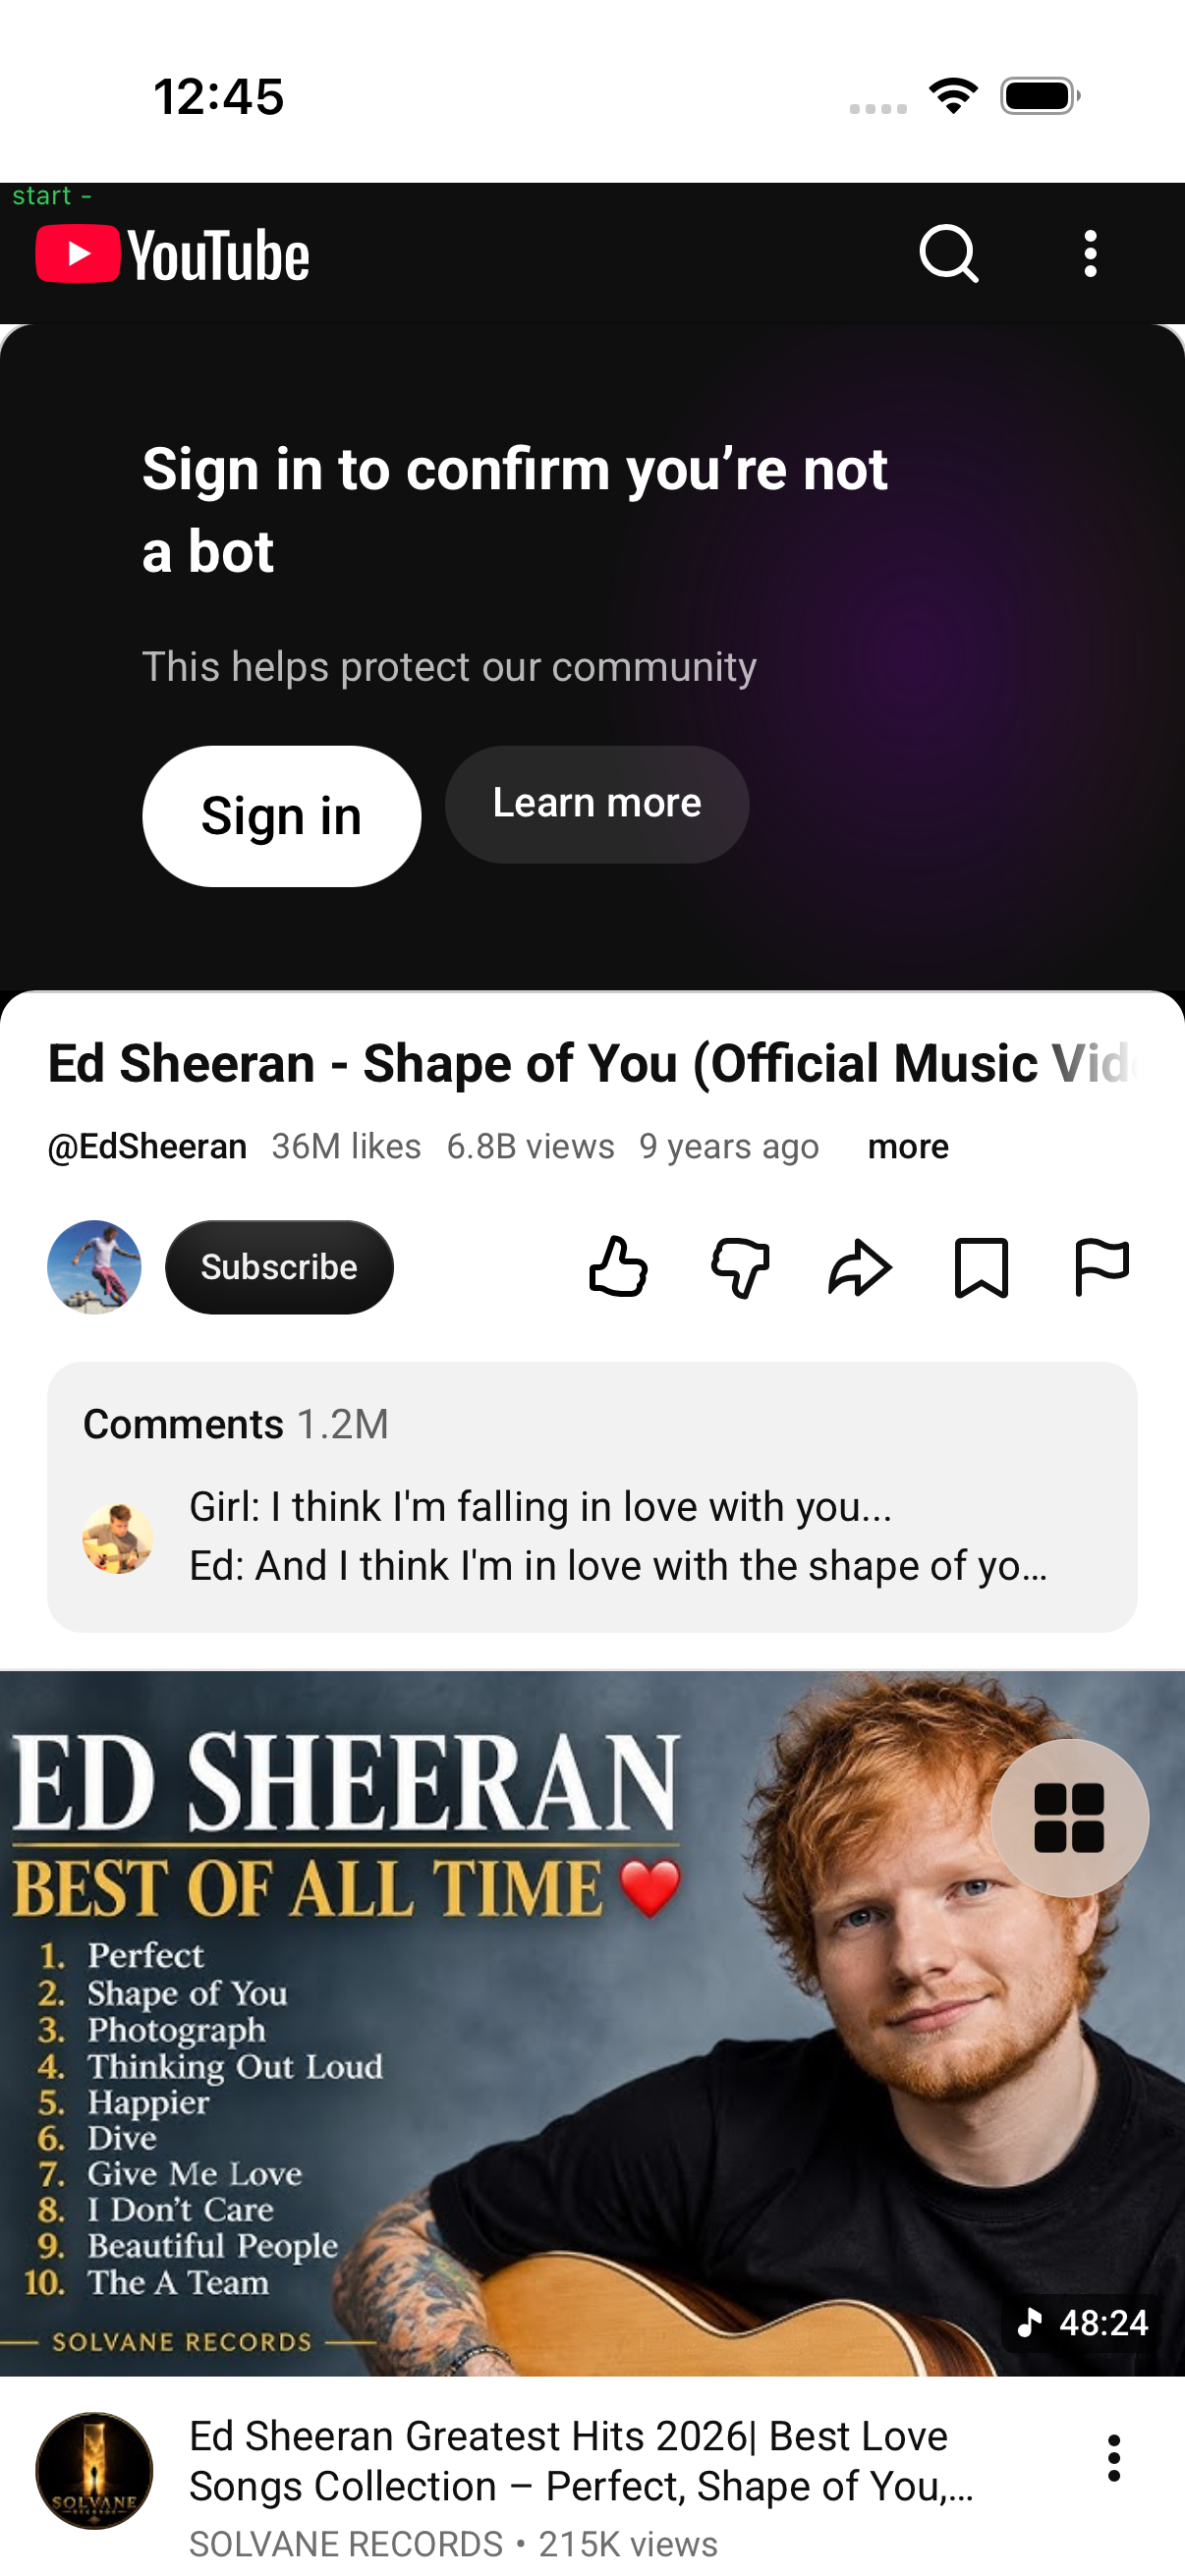 12:45
start -
YouTube
Sign in to confirm you’re not
a bot
This helps protect our community
Sign in
Learn more
Ed Sheeran - Shape of You (Official Music Vid
@EdSheeran 36M likes 6.8B views 9 years ago more
Subscribe
Comments 1.2M
Girl: I think I'm falling in love with you...
Ed: And I think I'm in love with the shape of yo...
ED SHEERAN
BEST OF ALL TIME ❤️
1. Perfect
2. Shape of You
3. Photograph
4. Thinking Out Loud
5. Happier
6. Dive
7. Give Me Love
8. I Don’t Care
9. Beautiful People
10. The A Team
SOLVANE RECORDS
48:24
Ed Sheeran Greatest Hits 2026| Best Love
Songs Collection – Perfect, Shape of You,...
SOLVANE
RECORDS
SOLVANE RECORDS • 215K views